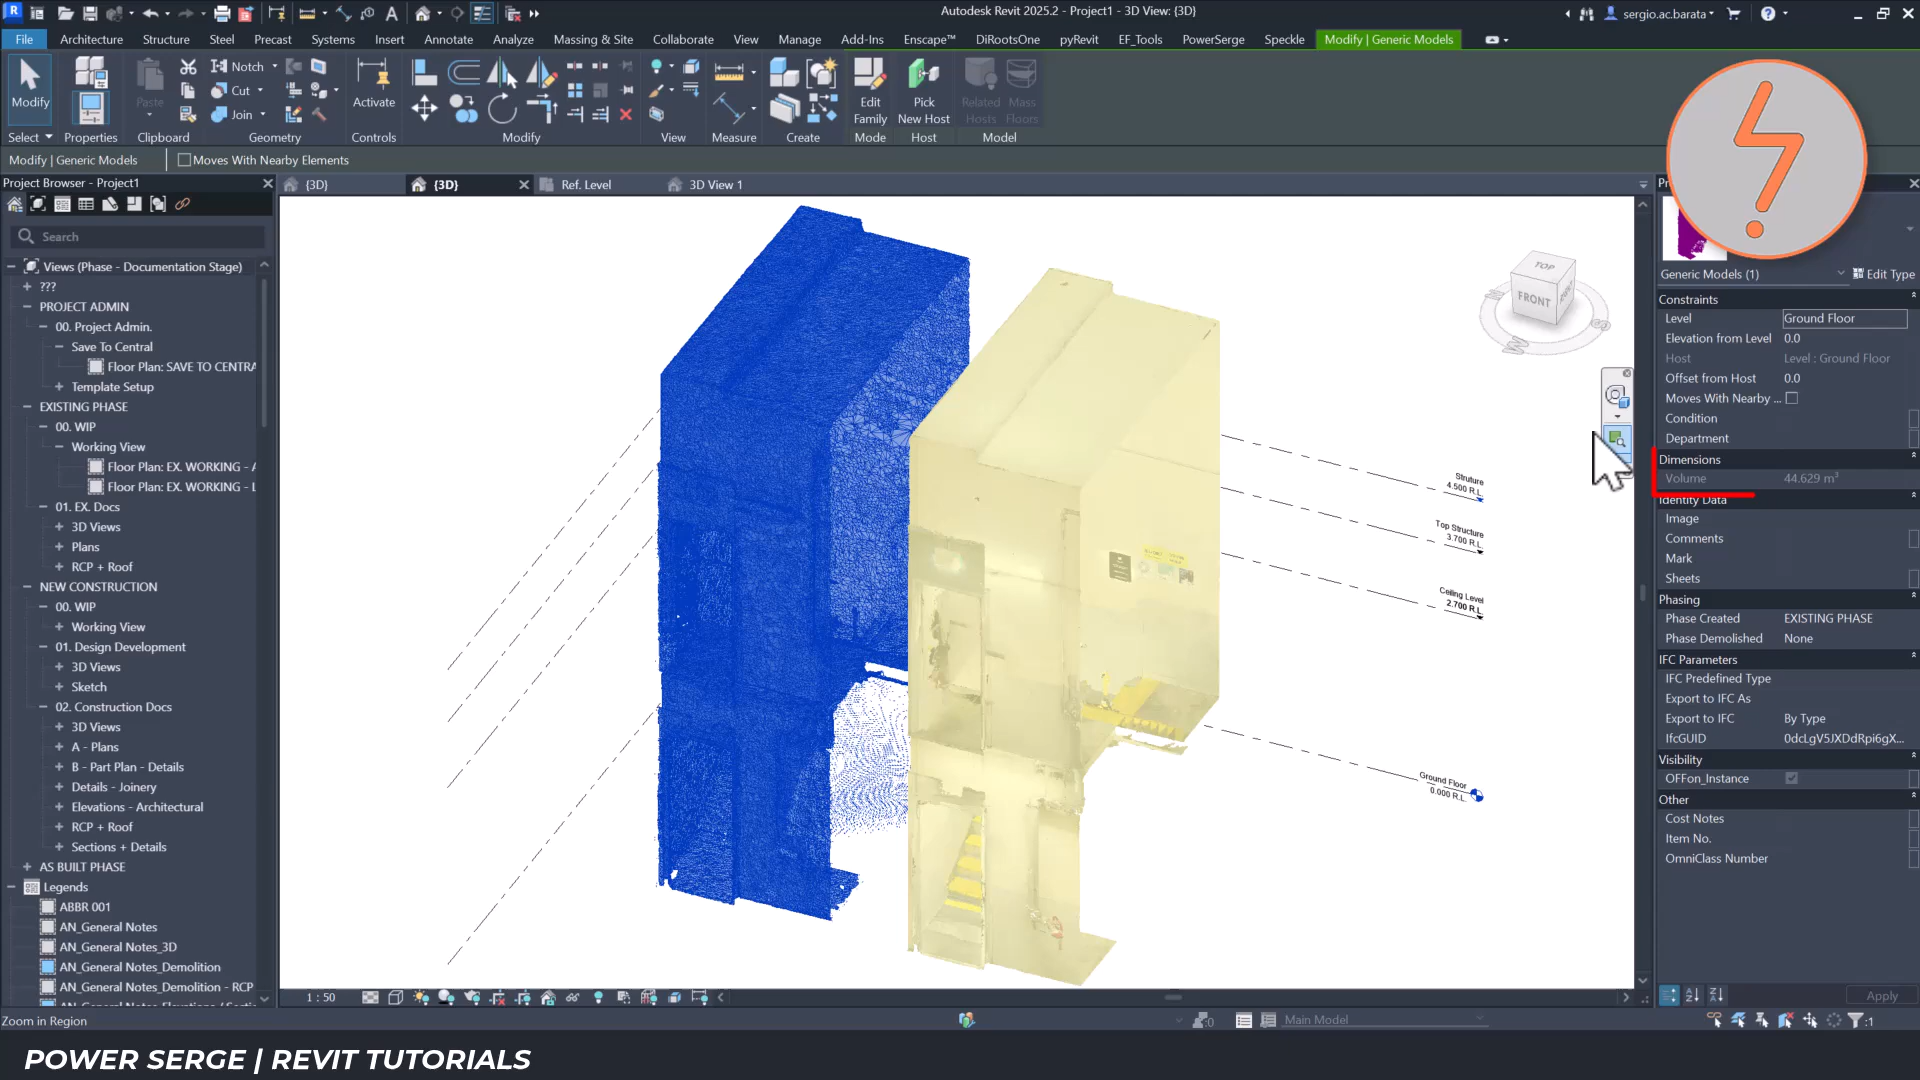 Autodesk Revit 2025.2 - Project1 - 3D View: {3D}
sergio.ac.barata
File Architecture Structure Steel Precast Systems Insert Annotate Analyze Massing & Site Collaborate View Manage Add-Ins Enscape™ DiRootsOne pyRevit EF_Tools PowerSerge Speckle Modify | Generic Models
Modify
Properties
Paste
Notch
Cut
Join
Activate
Edit Family
Pick New Host
Related Hosts
Mass Floors
Select Properties Clipboard Geometry Controls Modify View Measure Create Mode Host Model
Modify | Generic Models
Moves With Nearby Elements
Project Browser - Project1
{3D}
{3D}
Ref. Level
3D View 1
Search
Views (Phase - Documentation Stage)
???
PROJECT ADMIN
00. Project Admin.
Save To Central
Floor Plan: SAVE TO CENTRA
Template Setup
EXISTING PHASE
00. WIP
Working View
Floor Plan: EX. WORKING - A
Floor Plan: EX. WORKING - L
01. EX. Docs
3D Views
Plans
RCP + Roof
NEW CONSTRUCTION
00. WIP
Working View
01. Design Development
3D Views
Sketch
02. Construction Docs
3D Views
A - Plans
B - Part Plan - Details
Details - Joinery
Elevations - Architectural
RCP + Roof
Sections + Details
AS BUILT PHASE
Legends
ABBR 001
AN_General Notes
AN_General Notes_3D
AN_General Notes_Demolition
AN_General Notes_Demolition - RCP
TOP
FRONT
Struture
4.500 R.L.
Top Structure
3.700 R.L.
Ceiling Level
2.700 R.L.
Ground Floor
0.000 R.L.
Generic Models (1)
Edit Type
Constraints
Level Ground Floor
Elevation from Level 0.0
Host Level : Ground Floor
Offset from Host 0.0
Moves With Nearby ...
Condition
Department
Dimensions
Volume 44.629 m³
Identity Data
Image
Comments
Mark
Sheets
Phasing
Phase Created EXISTING PHASE
Phase Demolished None
IFC Parameters
IFC Predefined Type
Export to IFC As
Export to IFC By Type
IfcGUID 0dcLgV5JXDdRpi6gX...
Visibility
OFFon_Instance
Other
Cost Notes
Item No.
OmniClass Number
Apply
1 : 50
Zoom in Region
:0
Main Model
:1
POWER SERGE | REVIT TUTORIALS